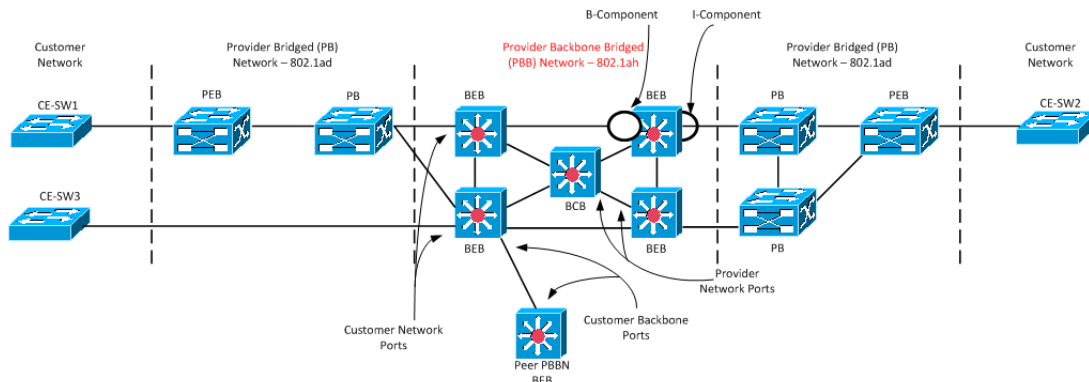 B-Component
I-Component
Customer
Network
Provider Bridged (PB)
Network – 802.1ad
Provider Backbone Bridged
(PBB) Network – 802.1ah
Provider Bridged (PB)
Network – 802.1ad
Customer
Network
CE-SW1
PEB
PB
BEB
BEB
PB
PEB
CE-SW2
CE-SW3
BCB
BEB
BEB
PB
Provider
Network Ports
Customer Network
Ports
Customer Backbone
Ports
Peer PBBN
BEB